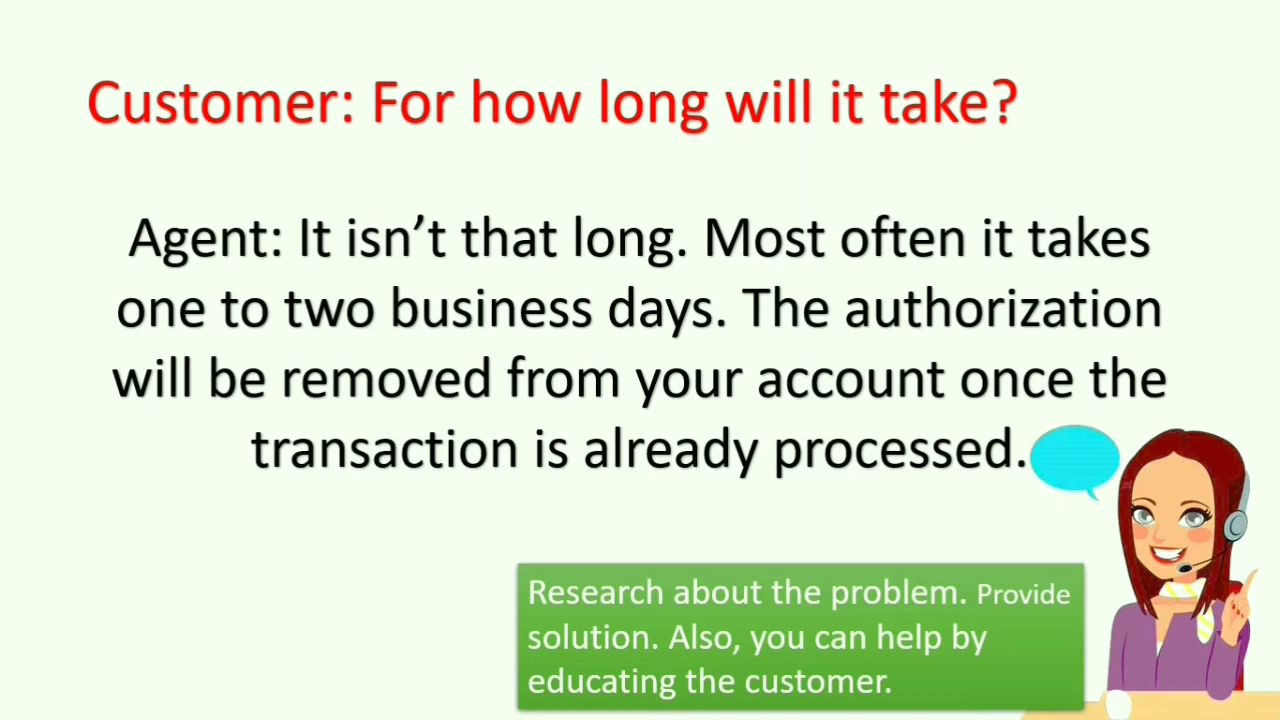 Customer: For how long will it take?
Agent: It isn’t that long. Most often it takes
one to two business days. The authorization
will be removed from your account once the
transaction is already processed.
Research about the problem. Provide
solution. Also, you can help by
educating the customer.